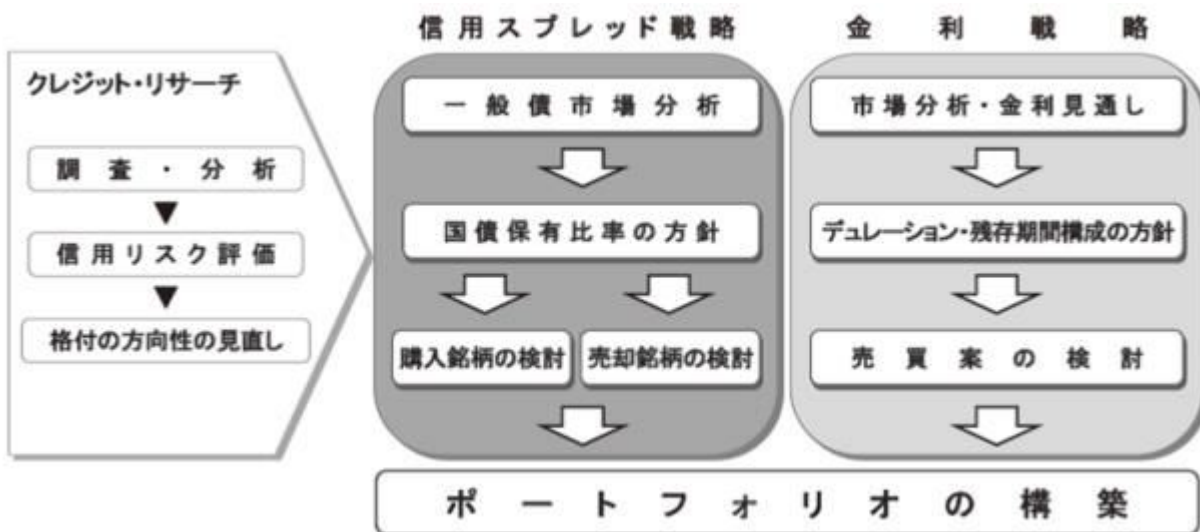 クレジット・リサーチ
調査・分析
信用リスク評価
格付の方向性の見直し
信用スプレッド戦略
一般債市場分析
国債保有比率の方針
購入銘柄の検討
売却銘柄の検討
金利戦略
市場分析・金利見通し
デュレーション・残存期間構成の方針
売買案の検討
ポートフォリオの構築